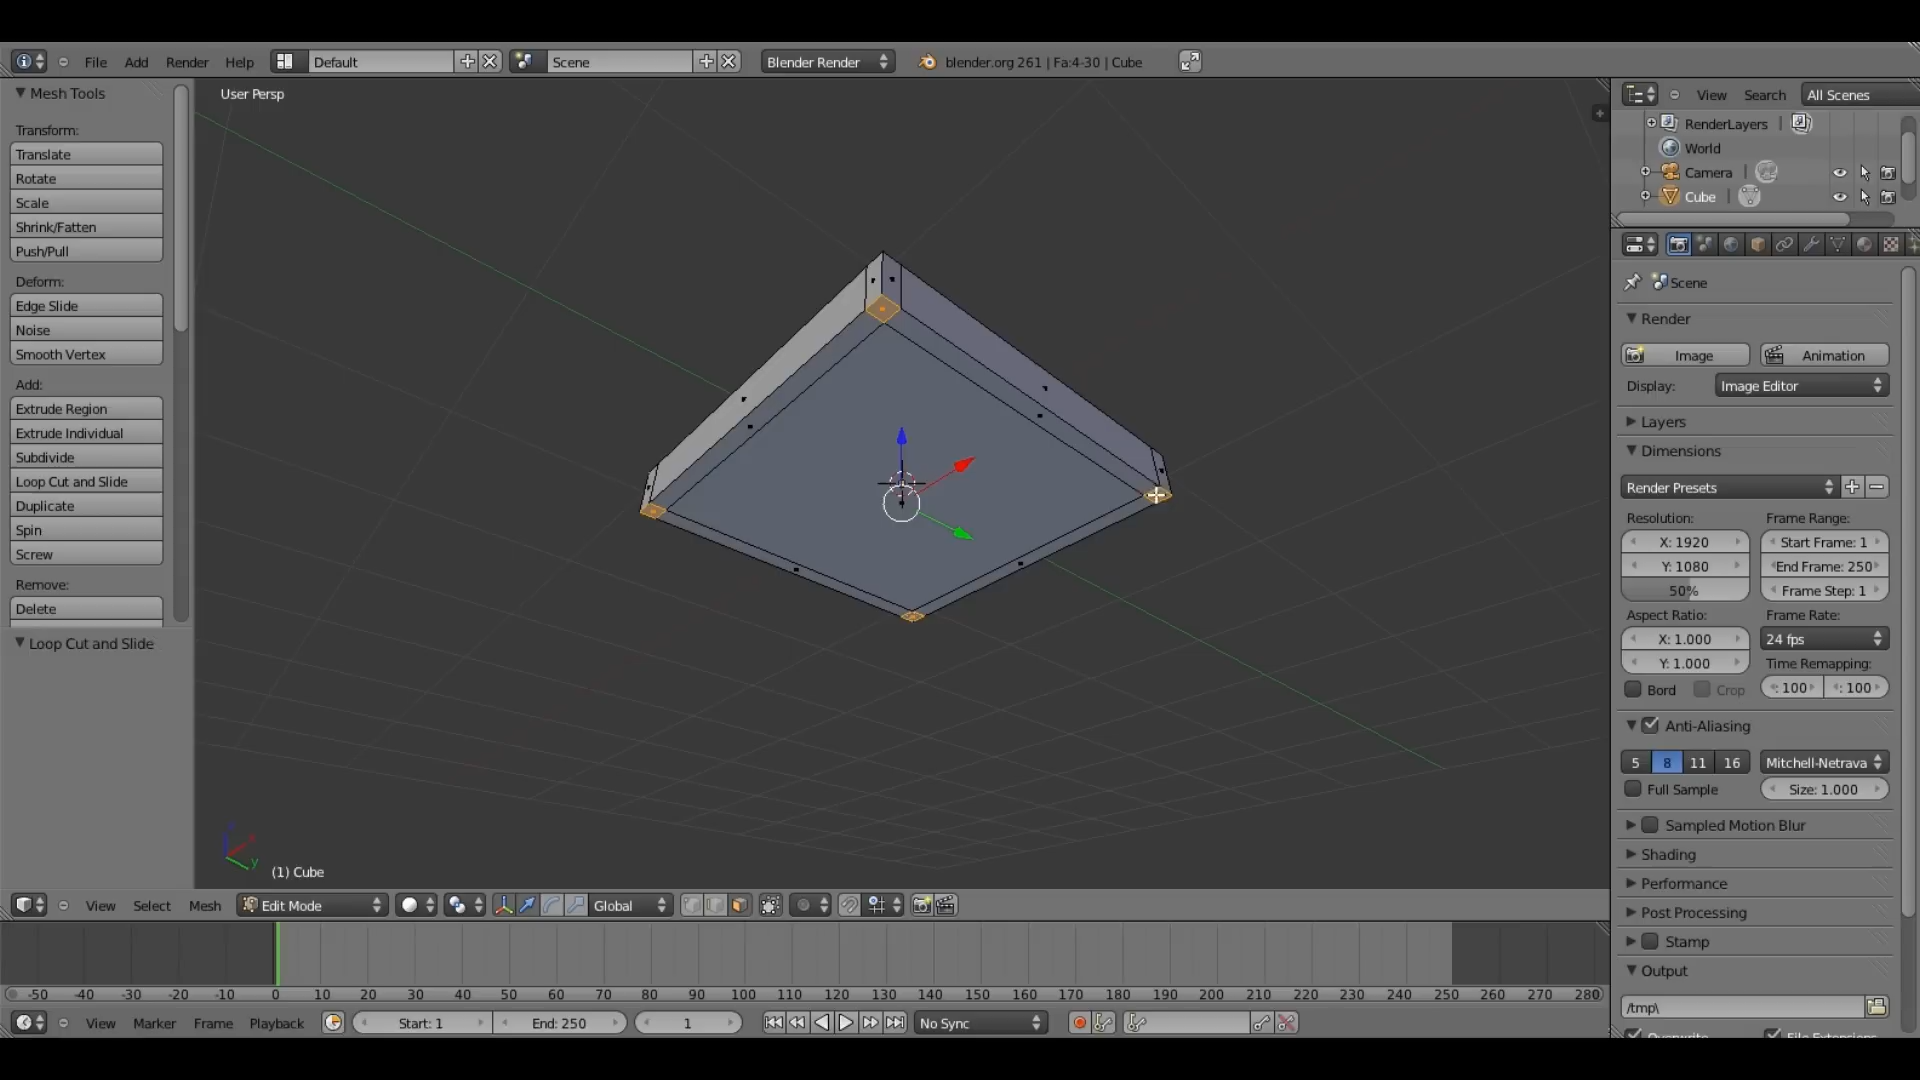 File Add Render Help Default Scene Blender Render blender.org 261 | Fa:4-30 | Cube
Mesh Tools
Transform:
Translate
Rotate
Scale
Shrink/Fatten
Push/Pull
Deform:
Edge Slide
Noise
Smooth Vertex
Add:
Extrude Region
Extrude Individual
Subdivide
Loop Cut and Slide
Duplicate
Spin
Screw
Remove:
Delete
Loop Cut and Slide
User Persp
(1) Cube
View Select Mesh Edit Mode Global
-50 -40 -30 -20 -10 0 10 20 30 40 50 60 70 80 90 100 110 120 130 140 150 160 170 180 190 200 210 220 230 240 250 260 270 280
View Marker Frame Playback Start: 1 End: 250 1 No Sync
View Search All Scenes
RenderLayers |
World
Camera |
Cube |
Scene
Render
Image Animation
Display: Image Editor
Layers
Dimensions
Render Presets
Resolution: Frame Range:
X: 1920 Start Frame: 1
Y: 1080 End Frame: 250
50% Frame Step: 1
Aspect Ratio: Frame Rate:
X: 1.000 24 fps
Y: 1.000 Time Remapping:
Bord Crop : 100 : 100
Anti-Aliasing
5 8 11 16 Mitchell-Netrava
Full Sample Size: 1.000
Sampled Motion Blur
Shading
Performance
Post Processing
Stamp
Output
/tmp\